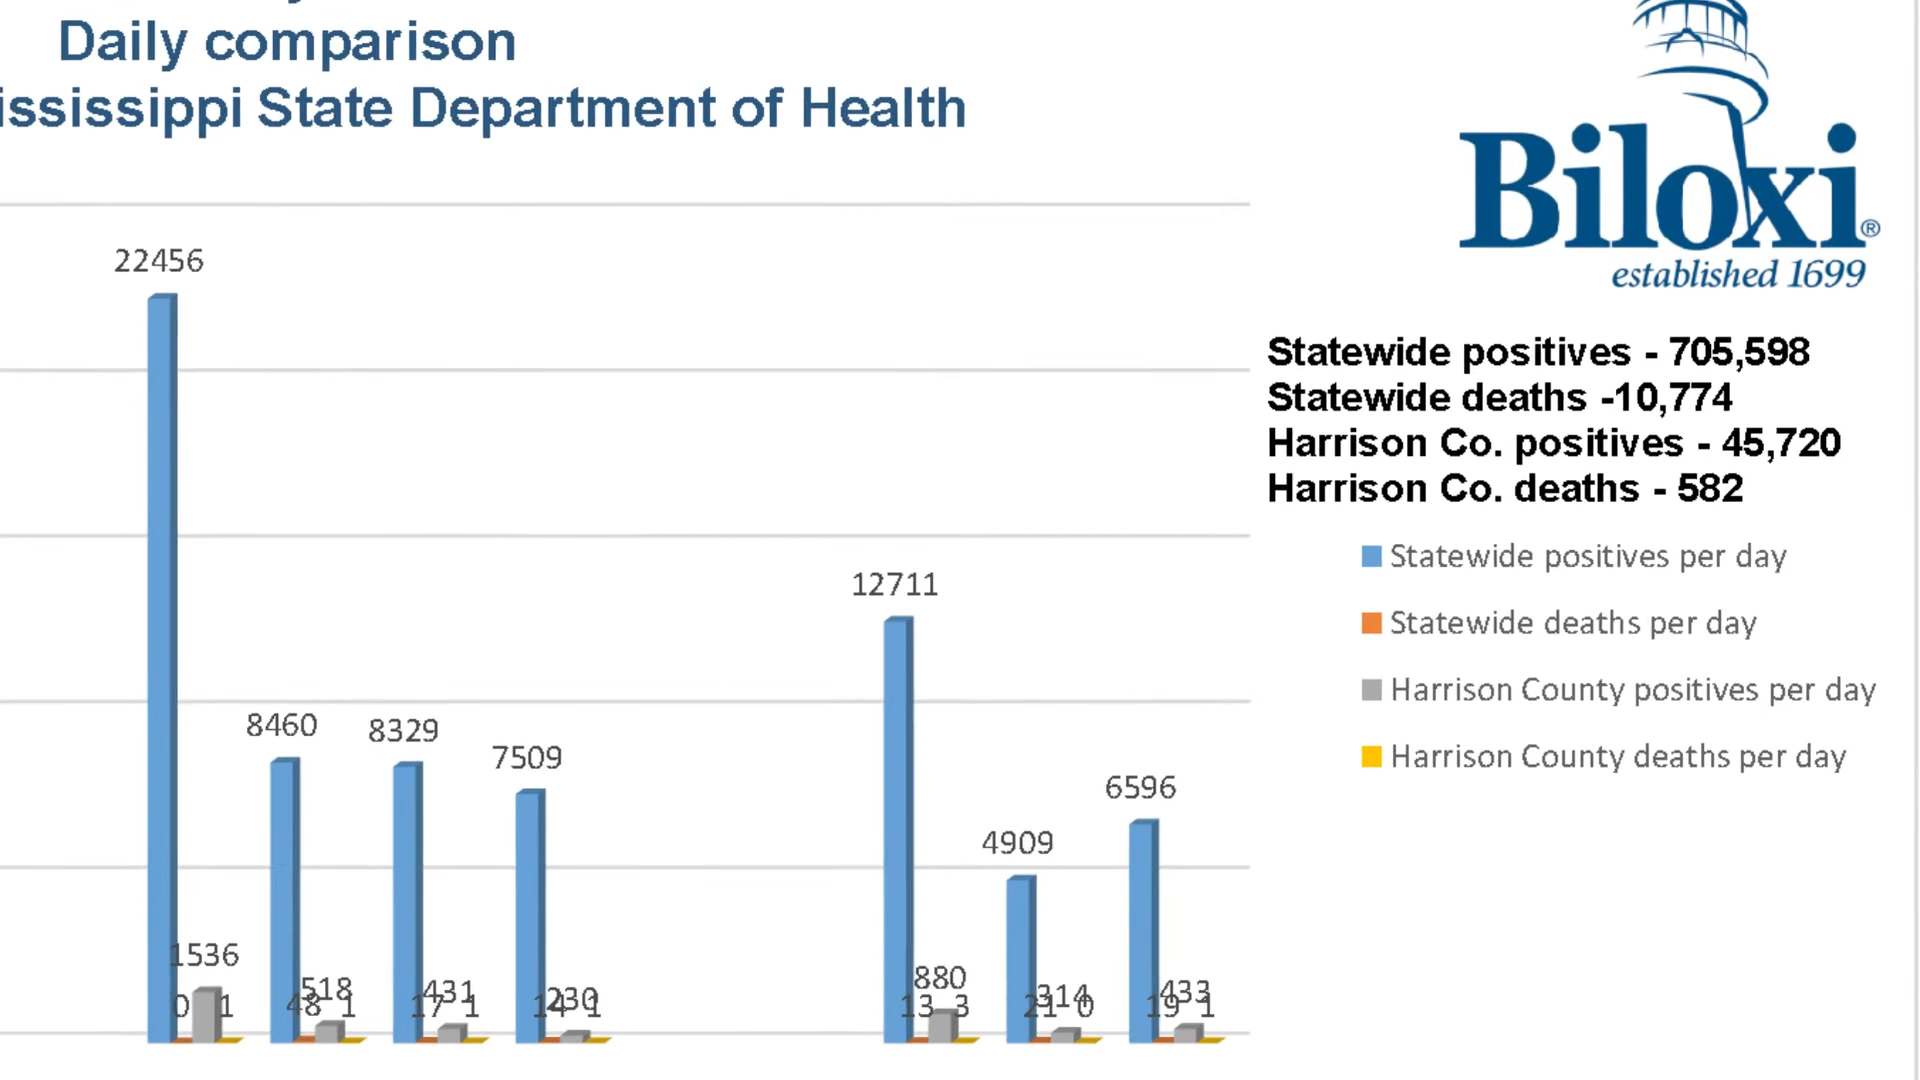 Daily comparison
ississippi State Department of Health
Biloxi®
established 1699
Statewide positives - 705,598
Statewide deaths -10,774
Harrison Co. positives - 45,720
Harrison Co. deaths - 582
Statewide positives per day
Statewide deaths per day
Harrison County positives per day
Harrison County deaths per day
22456
12711
8460
8329
7509
6596
4909
1536
880
518
431
230
314
433
0 1
48 1
17 1
14 1
13 3
21 0
19 1